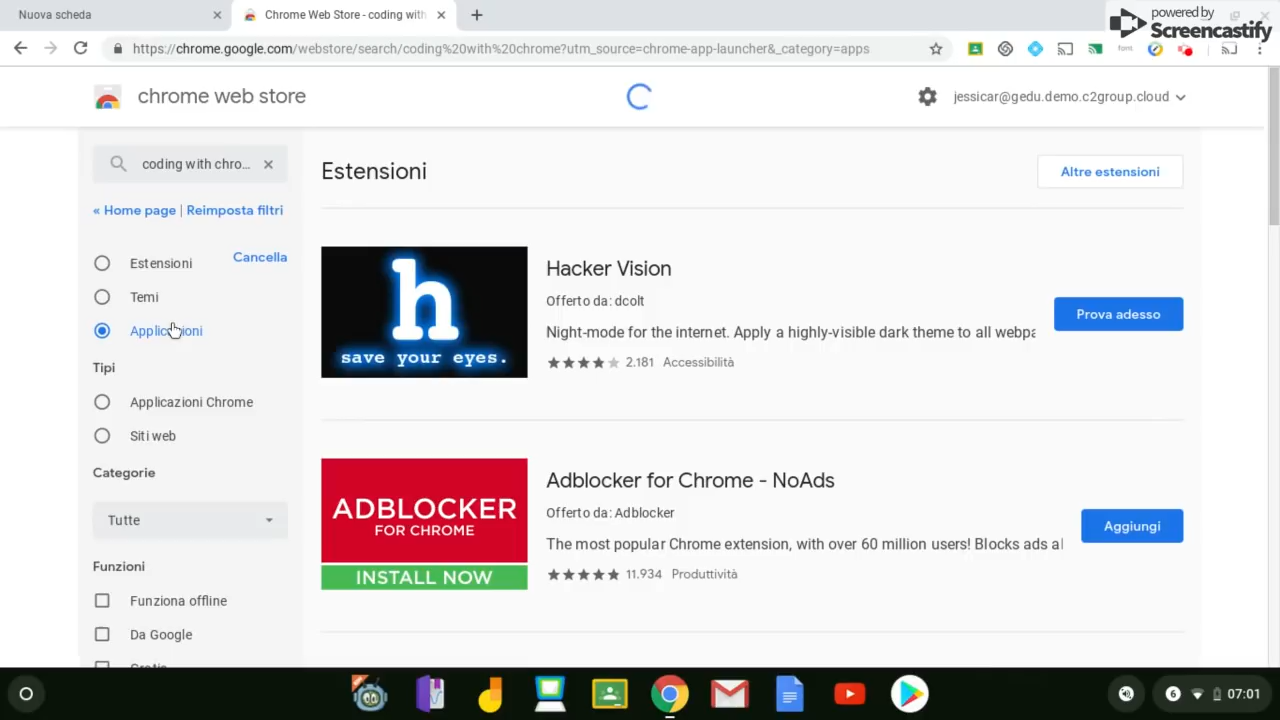 Nuova scheda
Chrome Web Store - coding with
powered by
Screencastify
https://chrome.google.com/webstore/search/coding%20with%20chrome?utm_source=chrome-app-launcher&_category=apps
font
chrome web store
jessicar@gedu.demo.c2group.cloud
coding with chro...
« Home page | Reimposta filtri
Estensioni
Cancella
Temi
Applicazioni
Tipi
Applicazioni Chrome
Siti web
Categorie
Tutte
Funzioni
Funziona offline
Da Google
Gratis
Estensioni
Altre estensioni
h
save your eyes.
Hacker Vision
Offerto da: dcolt
Night-mode for the internet. Apply a highly-visible dark theme to all webpa
2.181 Accessibilità
Prova adesso
ADBLOCKER
FOR CHROME
INSTALL NOW
Adblocker for Chrome - NoAds
Offerto da: Adblocker
The most popular Chrome extension, with over 60 million users! Blocks ads al
11.934 Produttività
Aggiungi
6
07:01